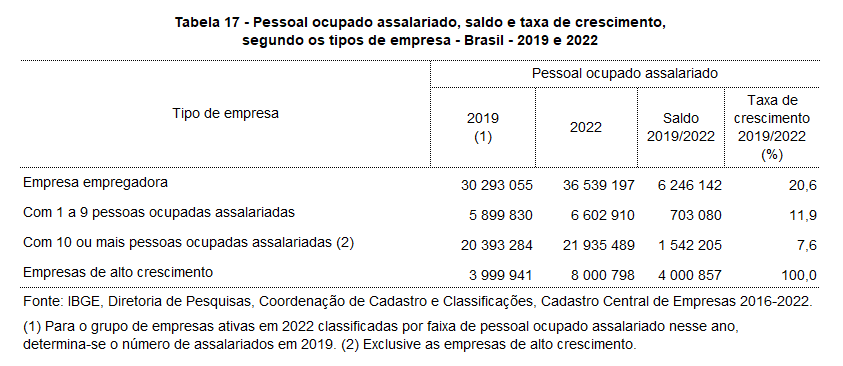 Tabela 17 - Pessoal ocupado assalariado, saldo e taxa de crescimento,
segundo os tipos de empresa - Brasil - 2019 e 2022
Tipo de empresa
Pessoal ocupado assalariado
2019
(1)
2022
Saldo
2019/2022
Taxa de
crescimento
2019/2022
(%)
Empresa empregadora 30 293 055 36 539 197 6 246 142 20,6
Com 1 a 9 pessoas ocupadas assalariadas 5 899 830 6 602 910 703 080 11,9
Com 10 ou mais pessoas ocupadas assalariadas (2) 20 393 284 21 935 489 1 542 205 7,6
Empresas de alto crescimento 3 999 941 8 000 798 4 000 857 100,0
Fonte: IBGE, Diretoria de Pesquisas, Coordenação de Cadastro e Classificações, Cadastro Central de Empresas 2016-2022.
(1) Para o grupo de empresas ativas em 2022 classificadas por faixa de pessoal ocupado assalariado nesse ano,
determina-se o número de assalariados em 2019. (2) Exclusive as empresas de alto crescimento.